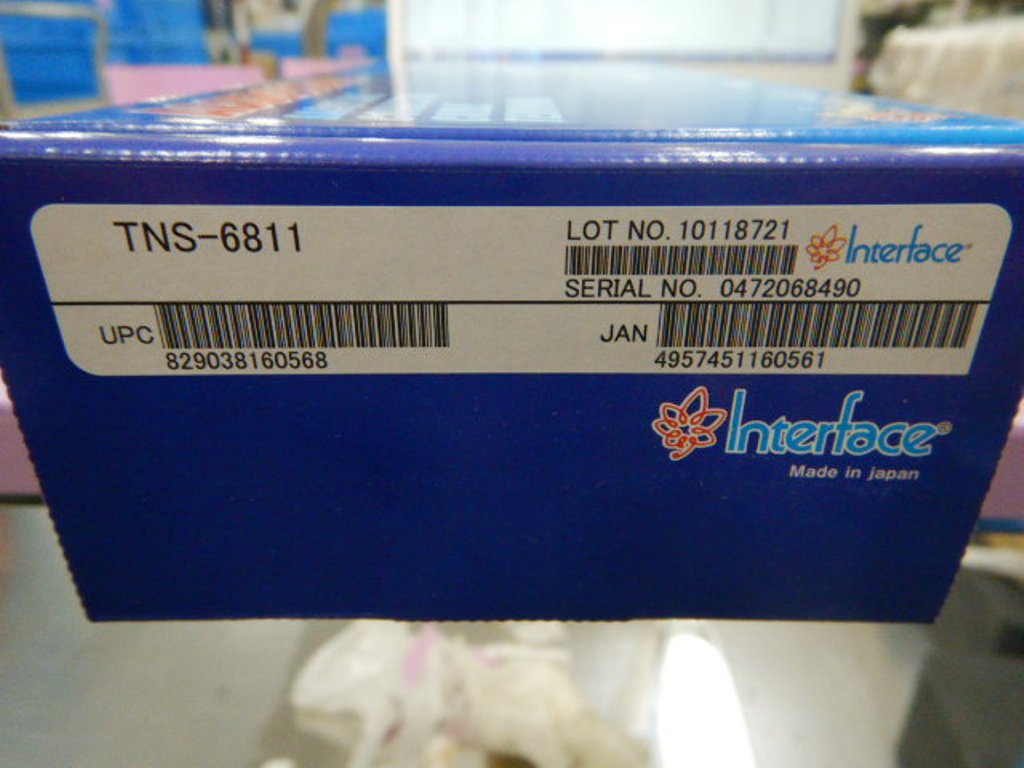 TNS-6811
LOT NO. 10118721
Interface®
SERIAL NO. 0472068490
UPC
829038160568
JAN
4957451160561
Interface®
Made in japan